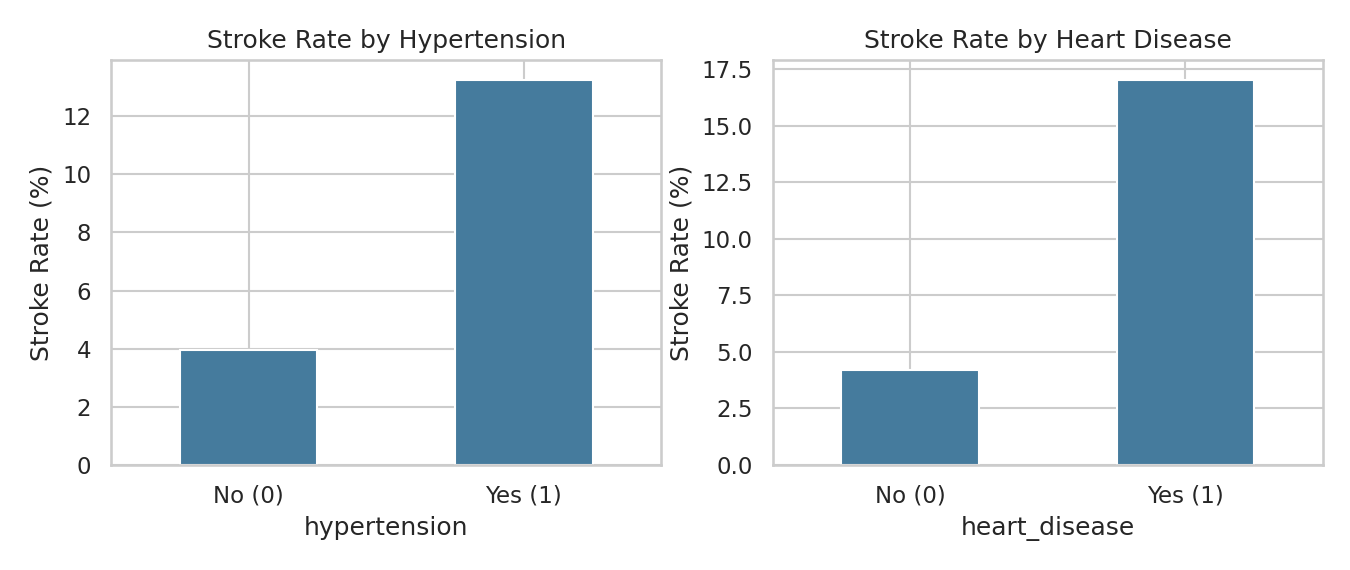 Stroke Rate by Hypertension
Stroke Rate (%)
12
10
8
6
4
2
0
No (0) Yes (1)
hypertension
Stroke Rate by Heart Disease
Stroke Rate (%)
17.5
15.0
12.5
10.0
7.5
5.0
2.5
0.0
No (0) Yes (1)
heart_disease